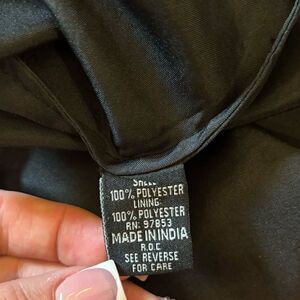 100% POLYESTER
LINING
100% POLYESTER
RN: 97853
MADE IN INDIA
R.O.C
SEE REVERSE
FOR CARE